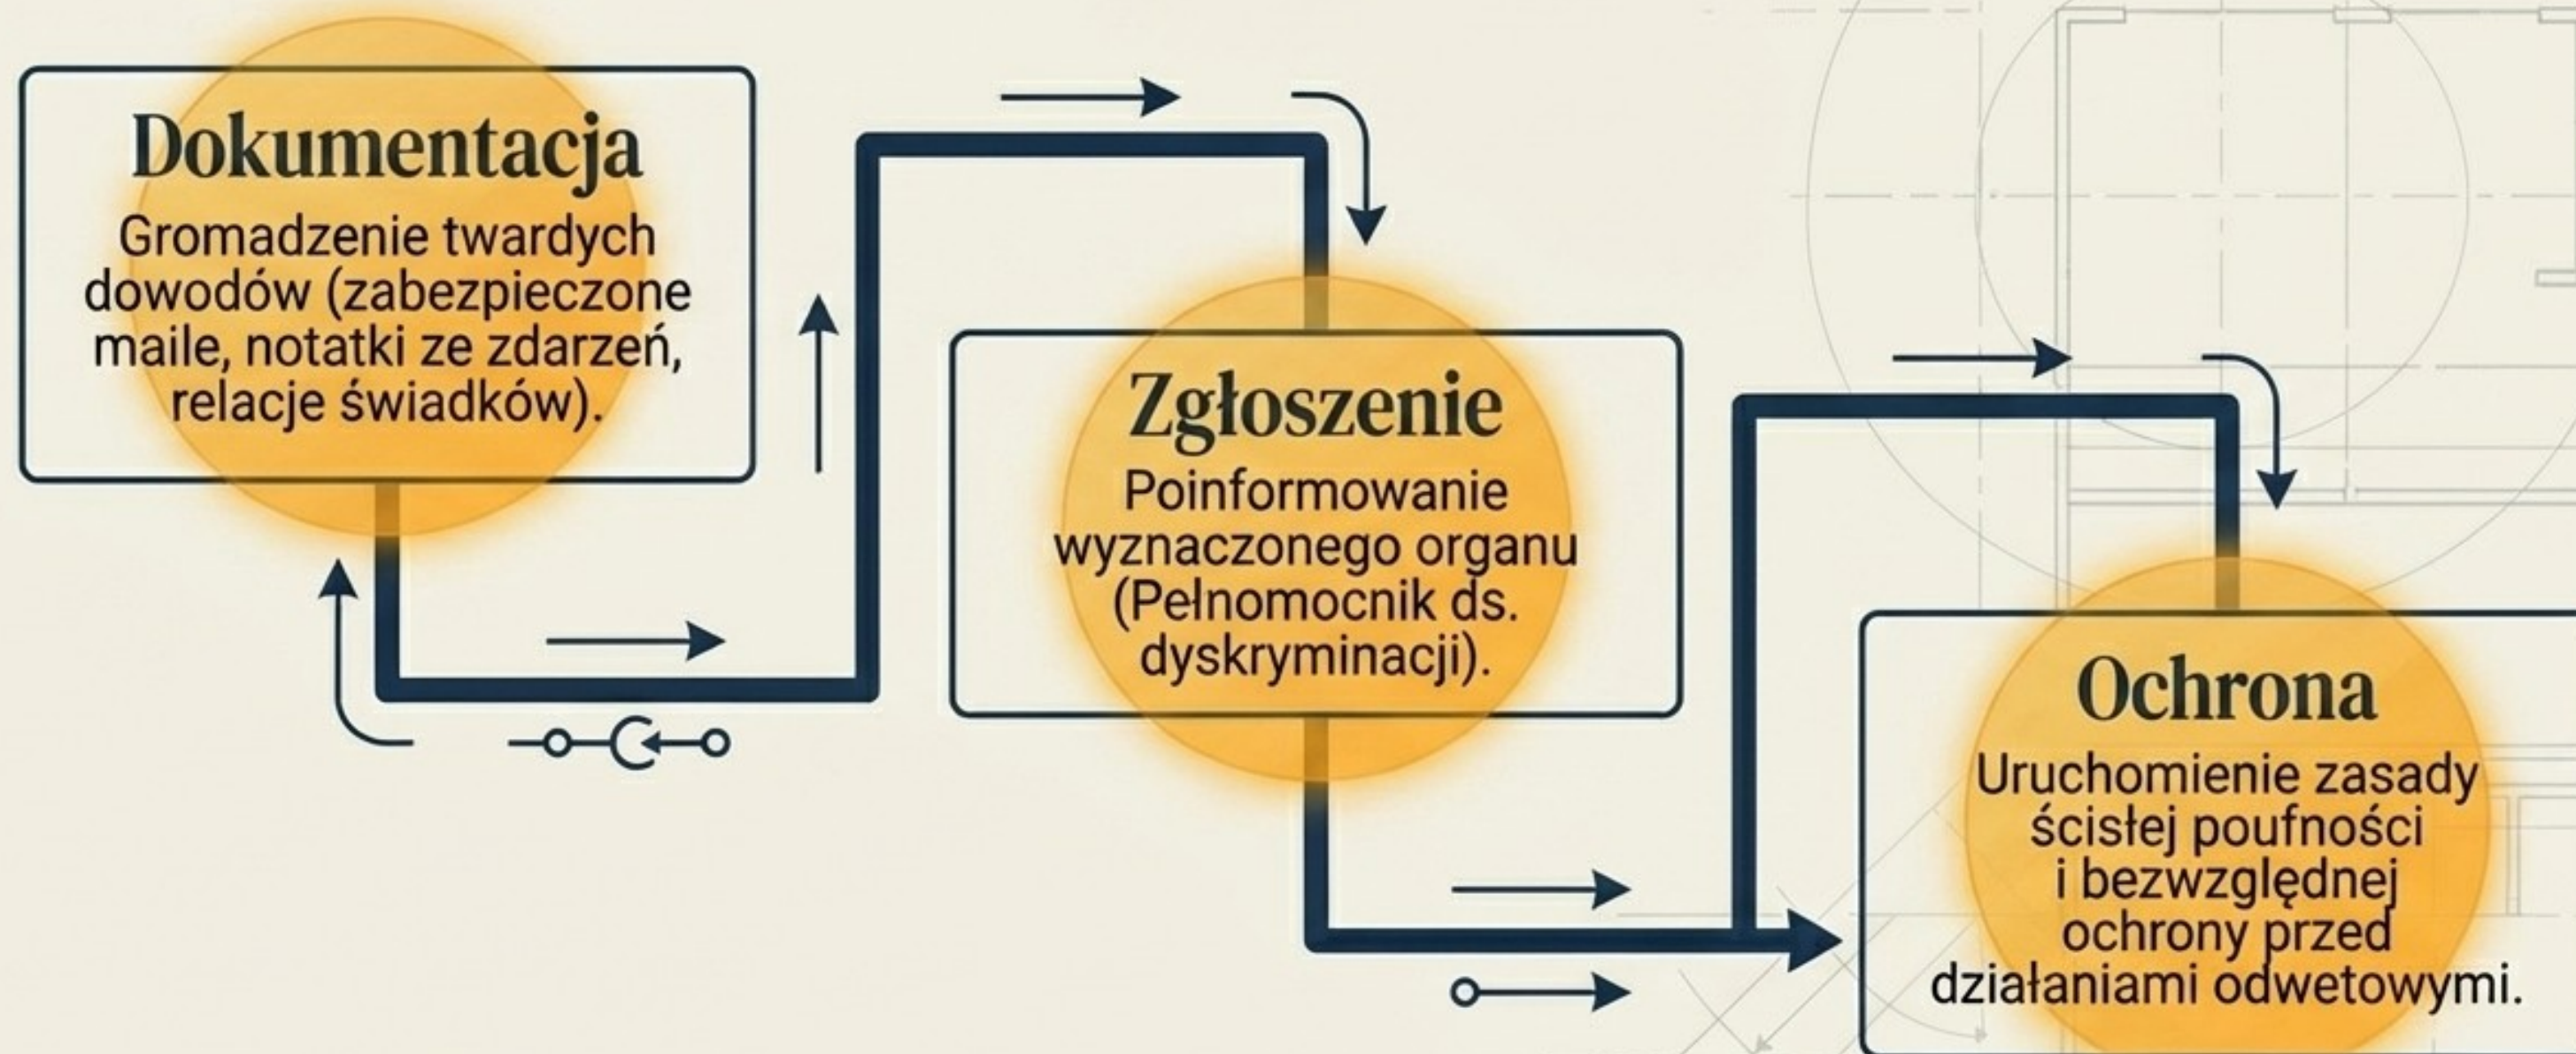 Dokumentacja
Gromadzenie twardych
dowodów (zabezpieczone
maile, notatki ze zdarzeń,
relacje świadków).
Zgłoszenie
Poinformowanie
wyznaczonego organu
(Pełnomocnik ds.
dyskryminacji).
Ochrona
Uruchomienie zasady
ścisłej poufności
i bezwzględnej
ochrony przed
działaniami odwetowymi.